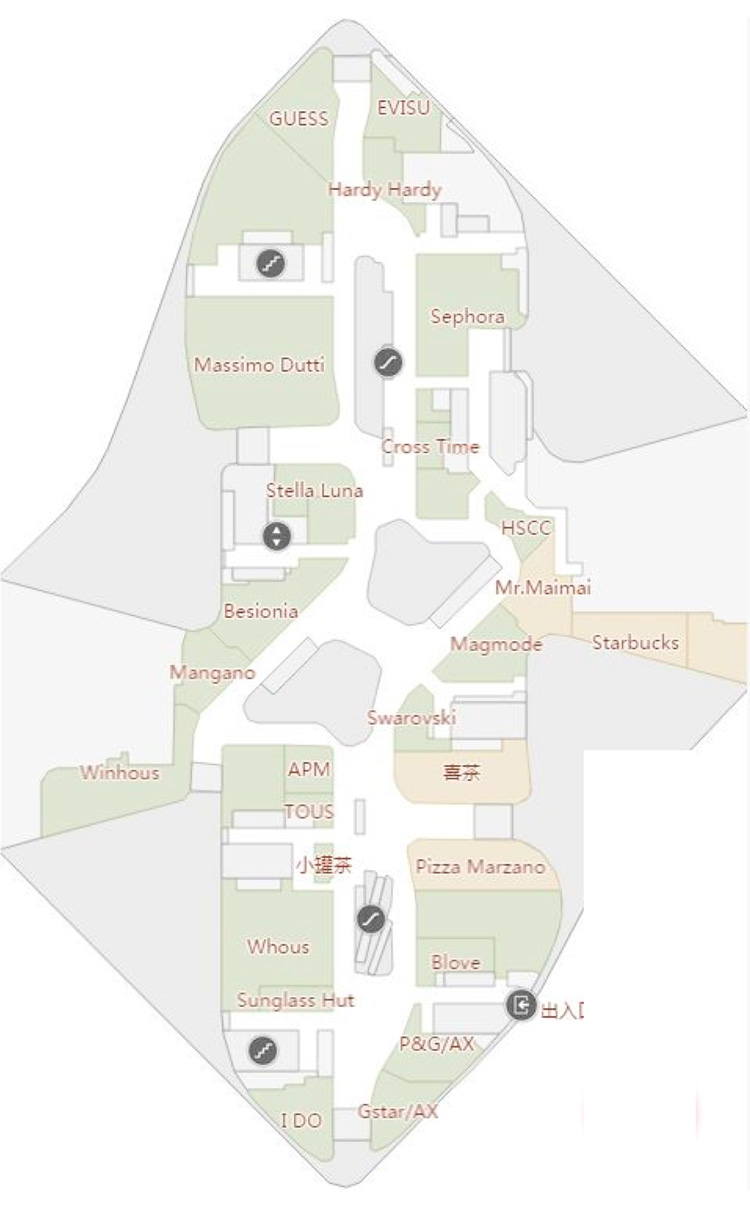 GUESS
EVISU
Hardy Hardy
Sephora
Massimo Dutti
Cross Time
Stella Luna
HSCC
Mr.Maimai
Besionia
Magmode
Starbucks
Mangano
Swarovski
Winhous
APM
喜茶
TOUS
小罐茶
Pizza Marzano
Whous
Blove
Sunglass Hut
出入口
P&G/AX
I DO
Gstar/AX